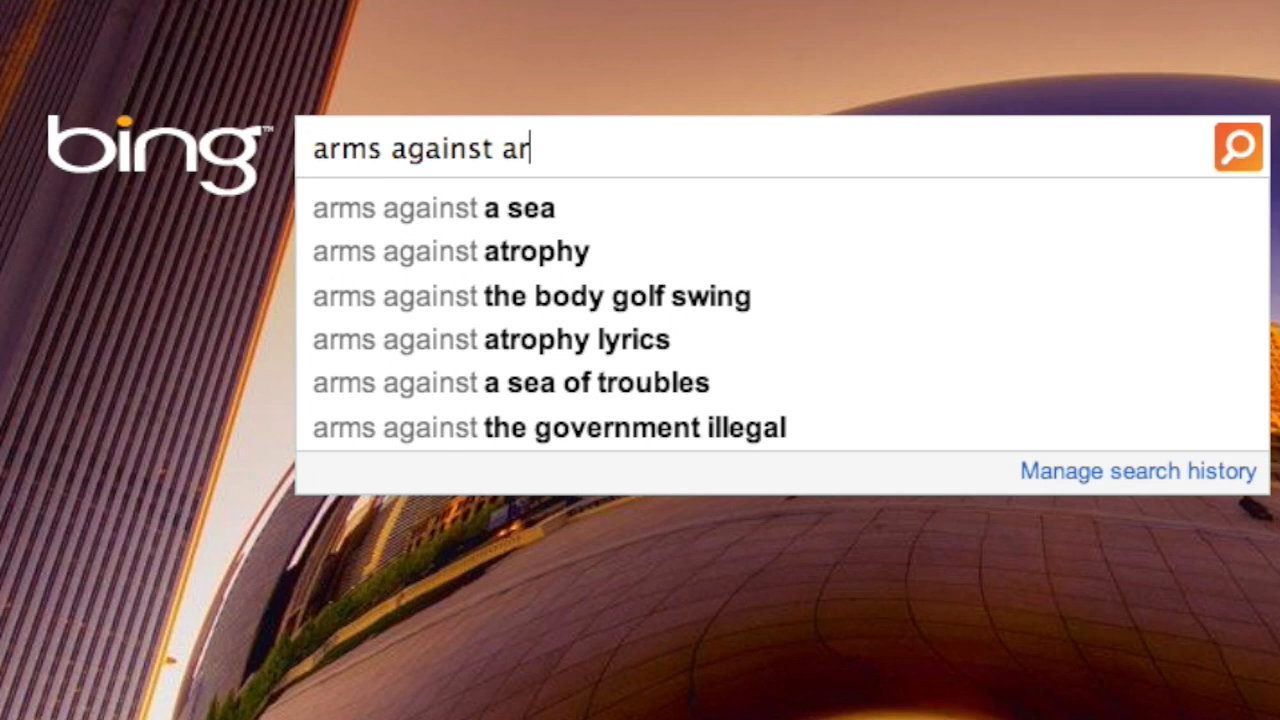 bing™
arms against ar
arms against a sea
arms against atrophy
arms against the body golf swing
arms against atrophy lyrics
arms against a sea of troubles
arms against the government illegal
Manage search history